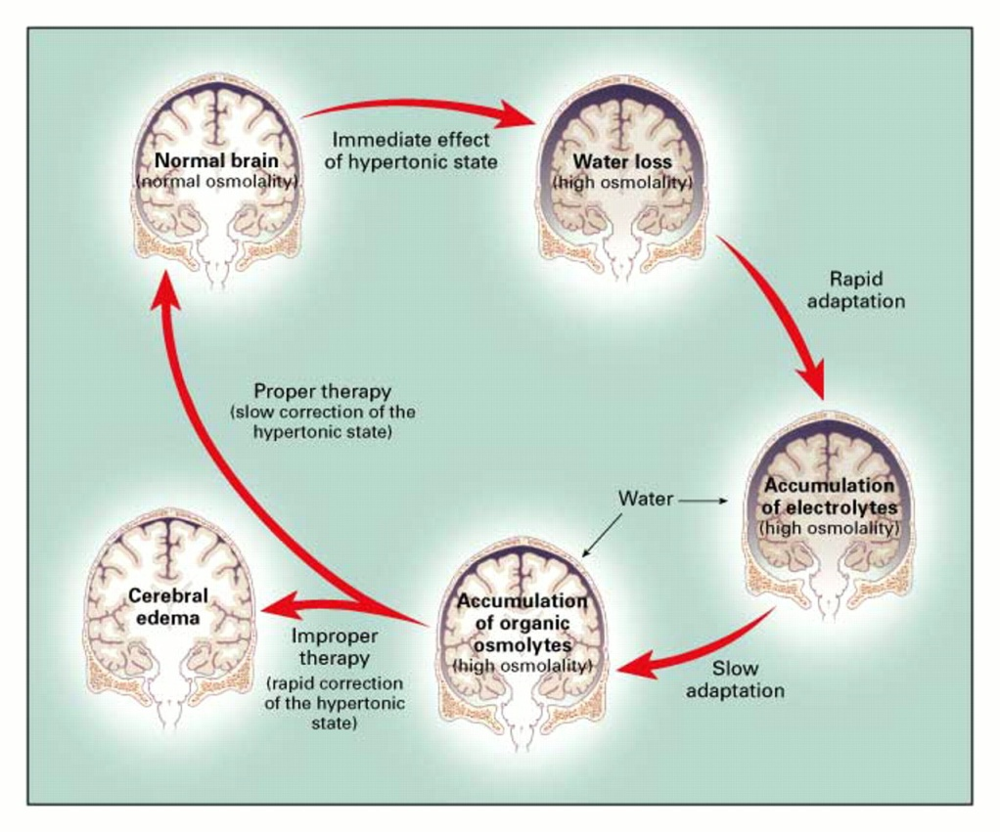 Normal brain
(normal osmolality)
Immediate effect
of hypertonic state
Water loss
(high osmolality)
Rapid
adaptation
Proper therapy
(slow correction of the
hypertonic state)
Water
Accumulation
of electrolytes
(high osmolality)
Cerebral
edema
Improper
therapy
(rapid correction
of the hypertonic
state)
Accumulation
of organic
osmolytes
(high osmolality)
Slow
adaptation